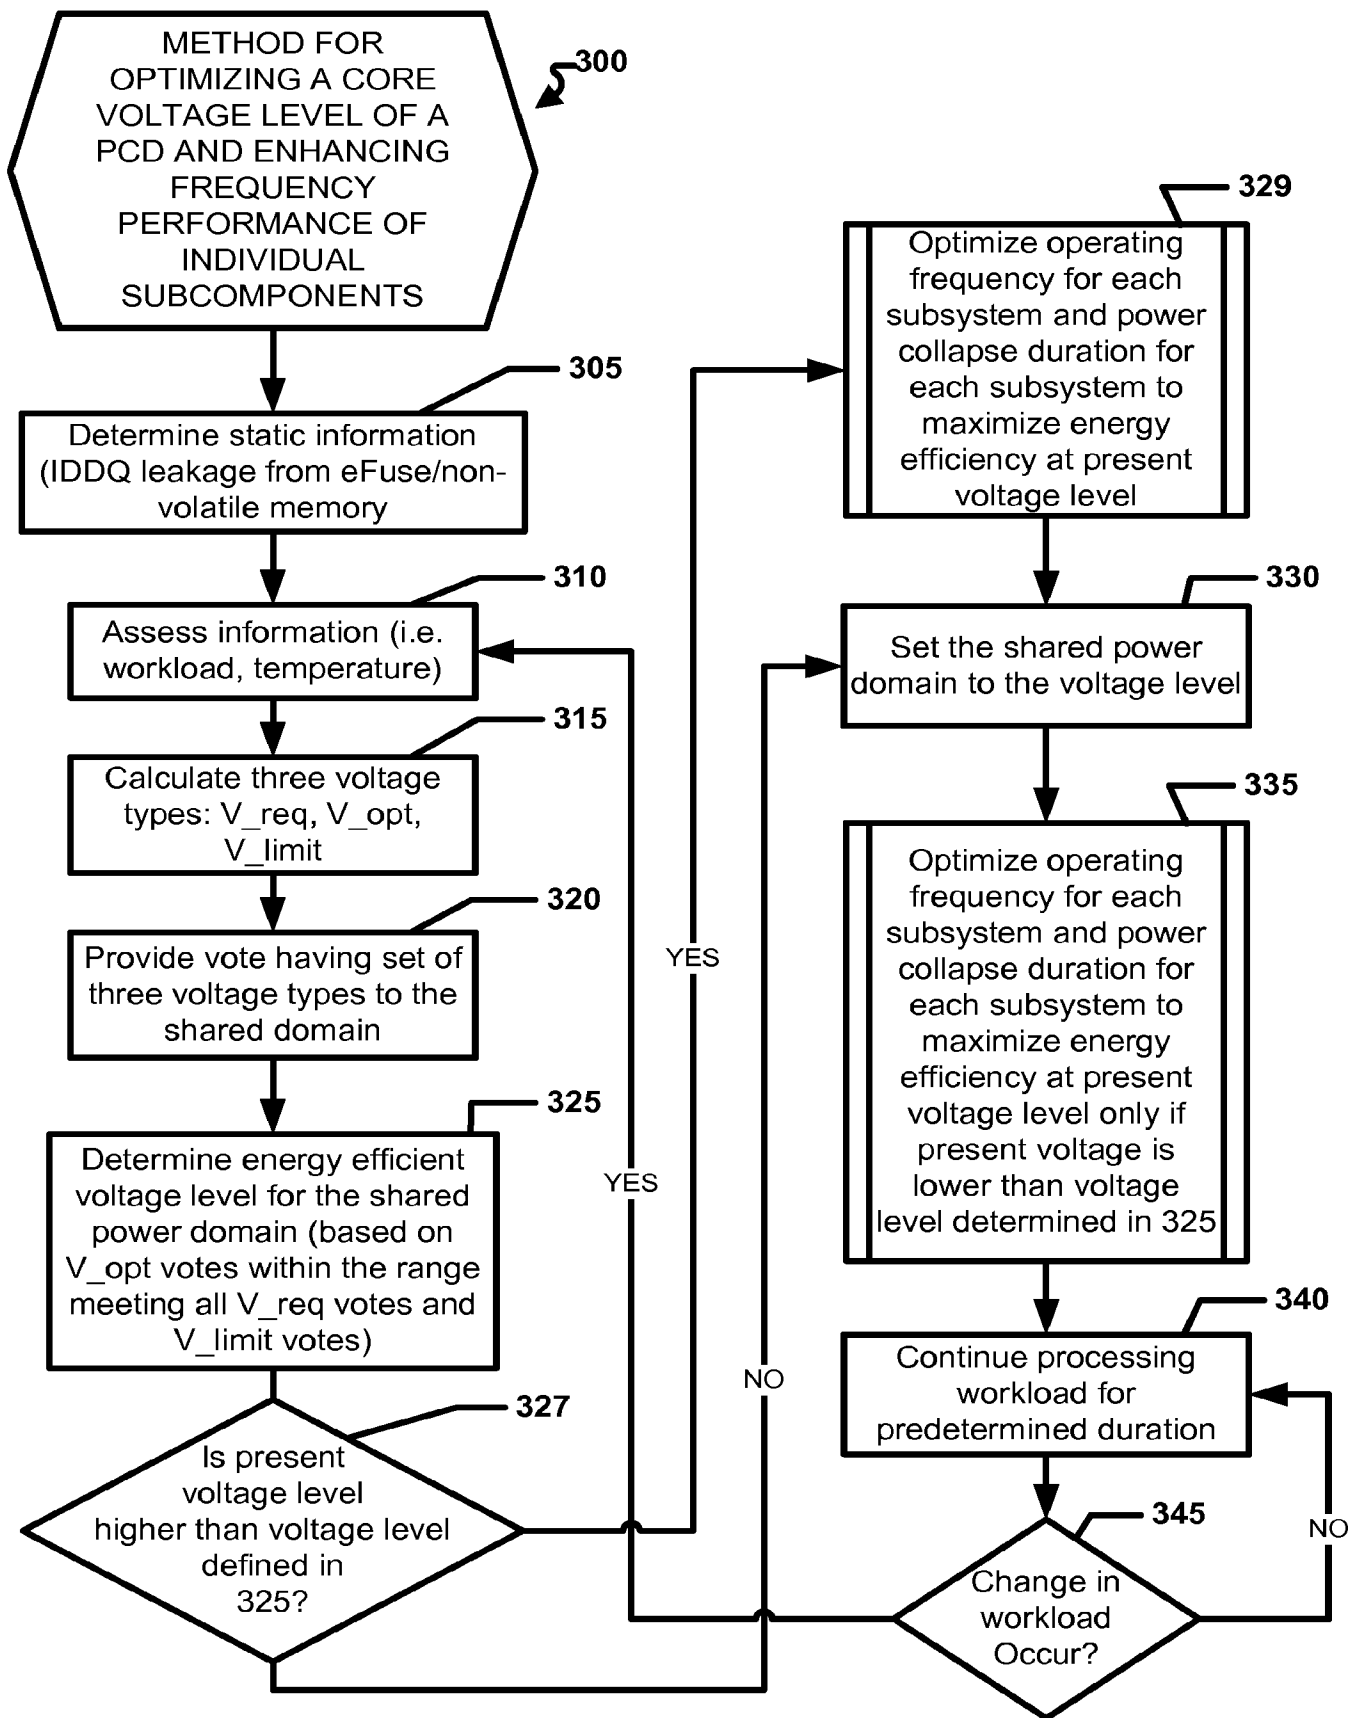 METHOD FOR
OPTIMIZING A CORE
VOLTAGE LEVEL OF A
PCD AND ENHANCING
FREQUENCY
PERFORMANCE OF
INDIVIDUAL
SUBCOMPONENTS
300
305
Determine static information
(IDDQ leakage from eFuse/non-
volatile memory
310
Assess information (i.e.
workload, temperature)
315
Calculate three voltage
types: V_req, V_opt,
V_limit
320
Provide vote having set of
three voltage types to the
shared domain
325
Determine energy efficient
voltage level for the shared
power domain (based on
V_opt votes within the range
meeting all V_req votes and
V_limit votes)
327
Is present
voltage level
higher than voltage level
defined in
325?
YES
YES
NO
329
Optimize operating
frequency for each
subsystem and power
collapse duration for
each subsystem to
maximize energy
efficiency at present
voltage level
330
Set the shared power
domain to the voltage level
335
Optimize operating
frequency for each
subsystem and power
collapse duration for
each subsystem to
maximize energy
efficiency at present
voltage level only if
present voltage is
lower than voltage
level determined in 325
340
Continue processing
workload for
predetermined duration
345
Change in
workload
Occur?
NO